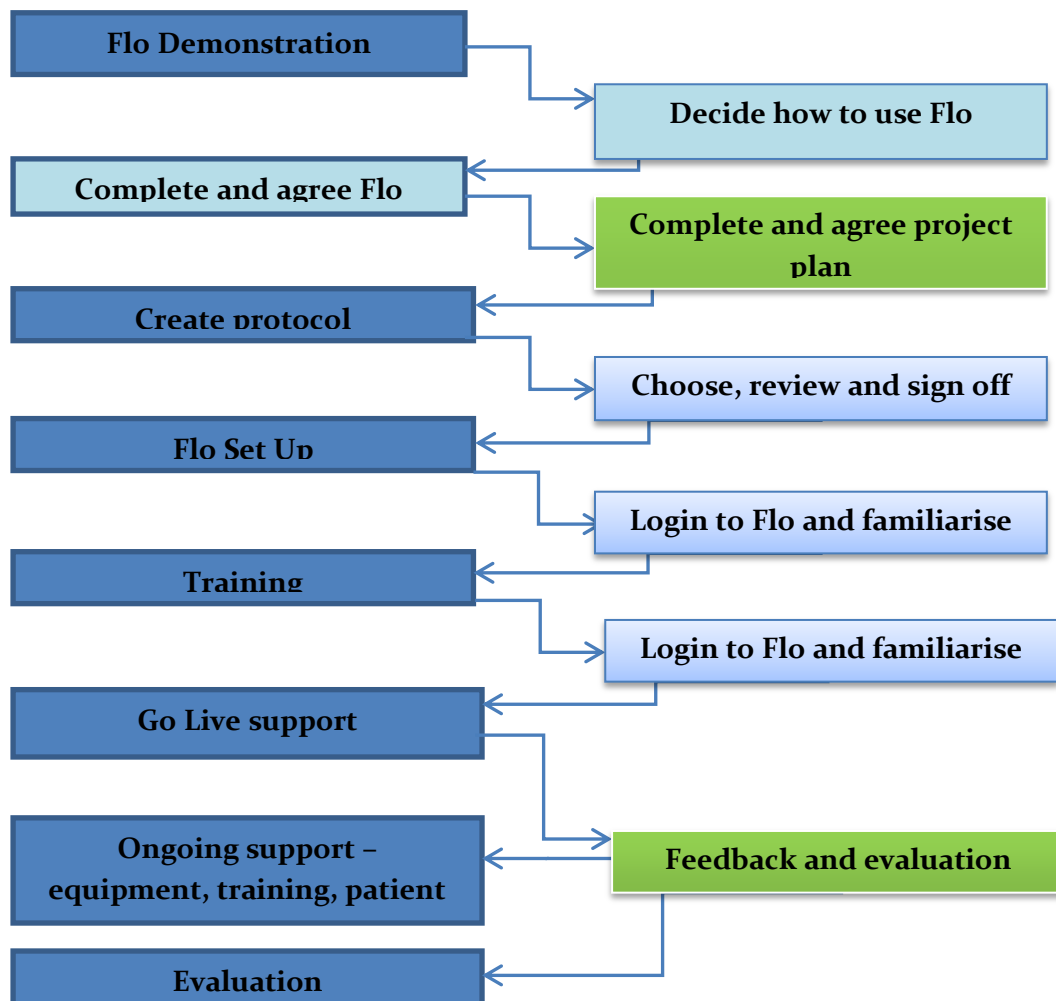 Flo Demonstration
Decide how to use Flo
Complete and agree Flo
Complete and agree project
plan
Create protocol
Choose, review and sign off
Flo Set Up
Login to Flo and familiarise
Training
Login to Flo and familiarise
Go Live support
Ongoing support –
equipment, training, patient
Feedback and evaluation
Evaluation